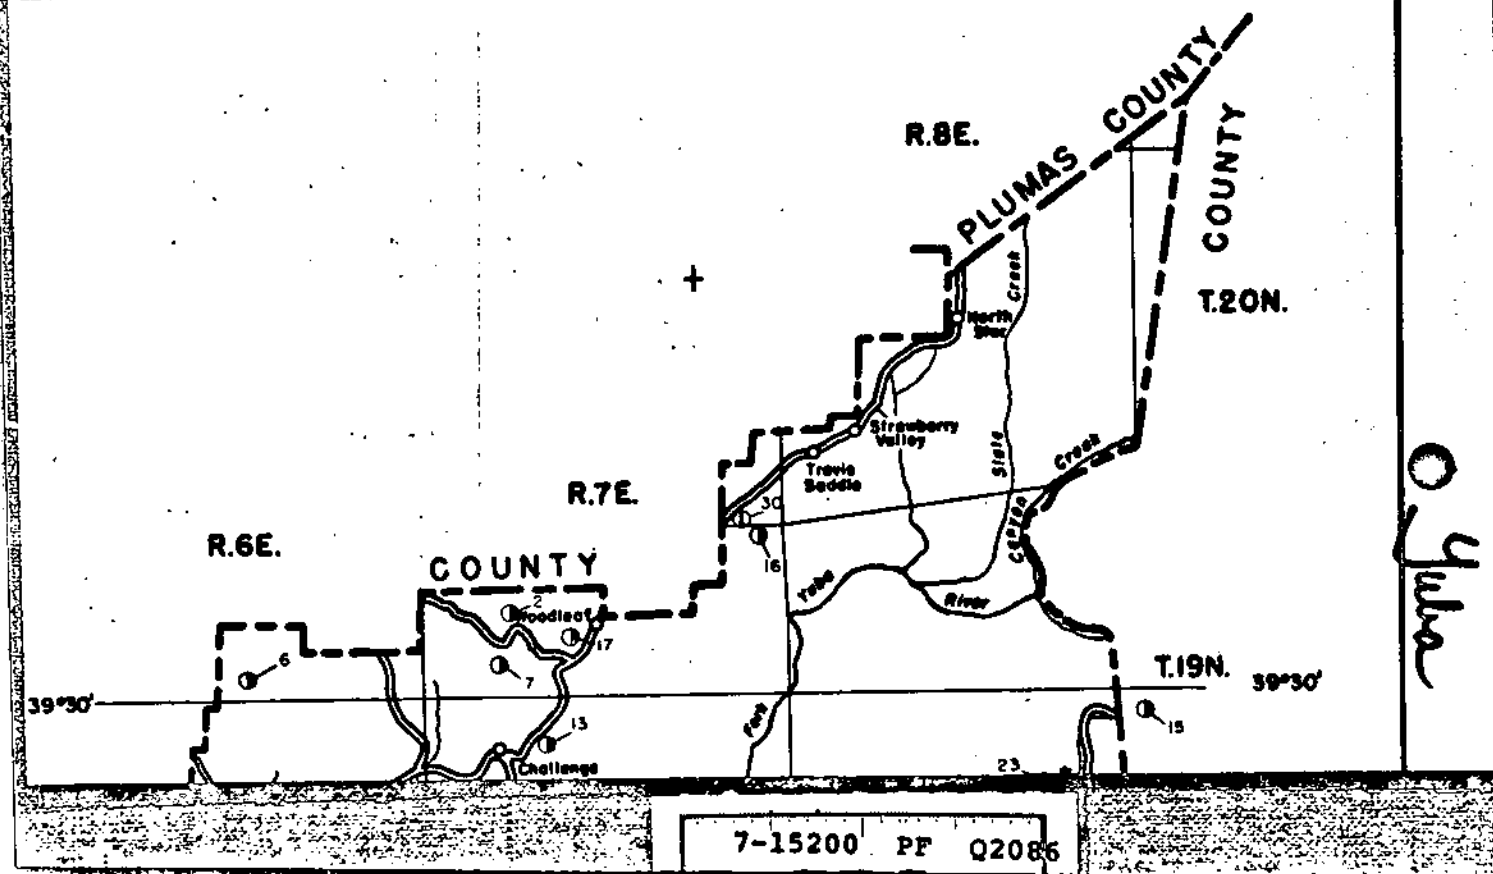 PLUMAS COUNTY
R.8E.
COUNTY
T.20N.
Creek
North
Star
Strawberry
Valley
Slate
Creek
Travis
Saddle
R.7E.
30
Canyon
16
R.6E.
COUNTY
Yuba
River
2
Woodleaf
17
6
7
T.19N.
39°30'
39°30'
Fork
15
13
Challenge
23
Yuba
7-15200 PF Q2086